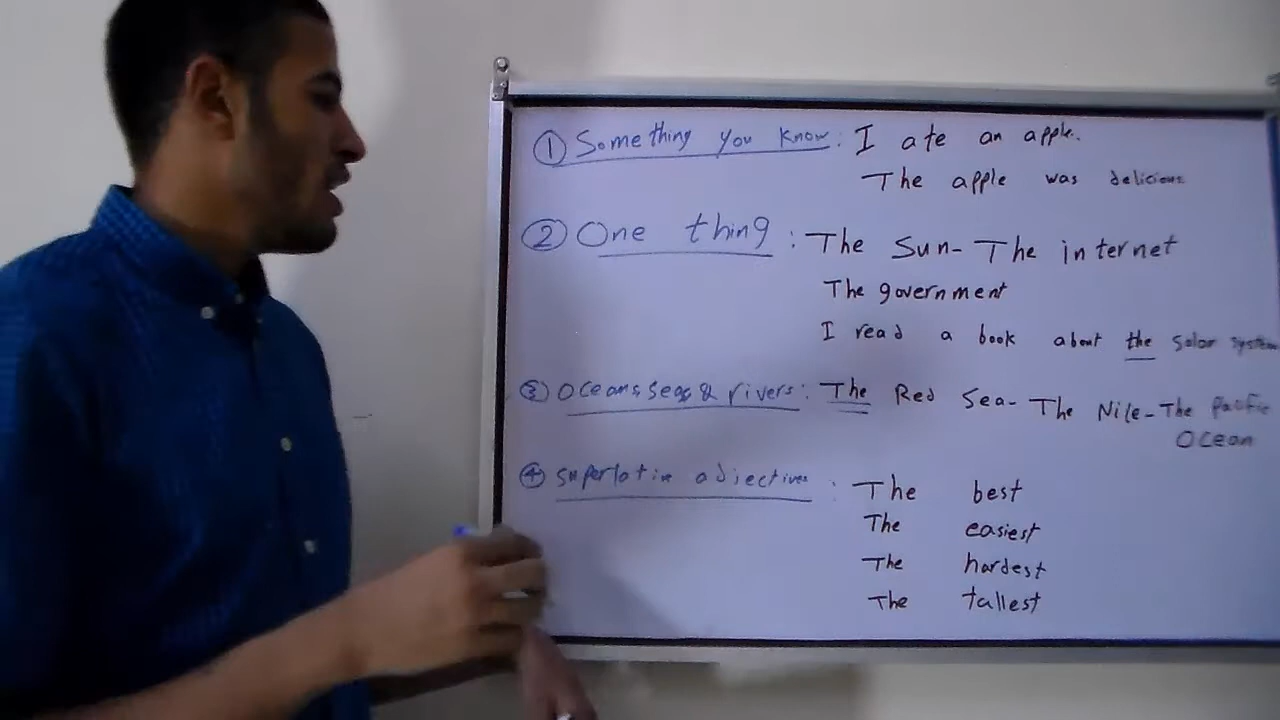 ① Something you know: I ate an apple.
The apple was delicious
② One thing: The Sun- The internet
The government
I read a book about the solar system
③ Oceans, seas & rivers: The Red Sea- The Nile- The Pacific
Ocean
④ superlative adjectives: The best
The easiest
The hardest
The tallest